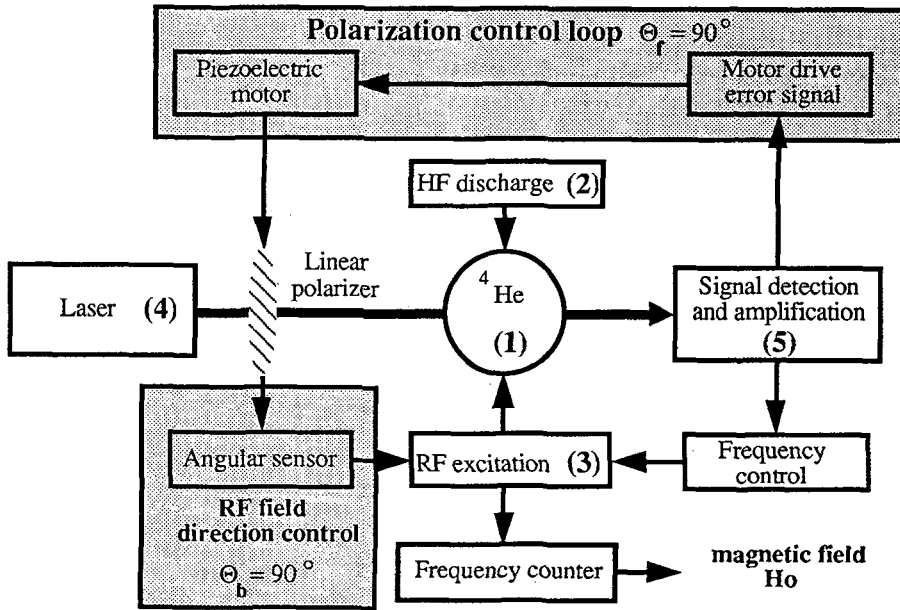 Polarization control loop Θf = 90°
Piezoelectric
motor
Motor drive
error signal
HF discharge (2)
Linear
polarizer
Laser (4)
4He
(1)
Signal detection
and amplification
(5)
Angular sensor
RF excitation (3)
Frequency
control
RF field
direction control
Θb = 90°
Frequency counter
magnetic field
Ho